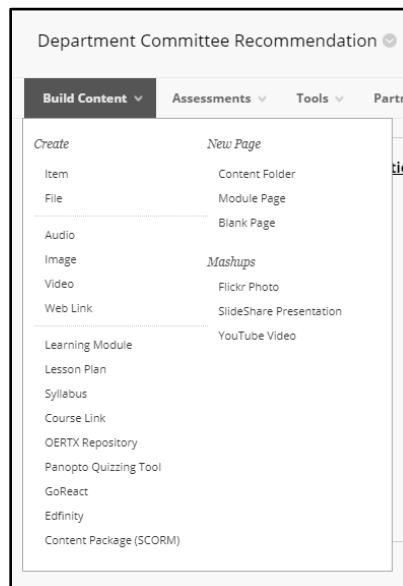 Department Committee Recommendation
Build Content Assessments Tools
Create
Item
File
Audio
Image
Video
Web Link
Learning Module
Lesson Plan
Syllabus
Course Link
OERTX Repository
Panopto Quizzing Tool
GoReact
Edfinity
Content Package (SCORM)
New Page
Content Folder
Module Page
Blank Page
Mashups
Flickr Photo
SlideShare Presentation
YouTube Video